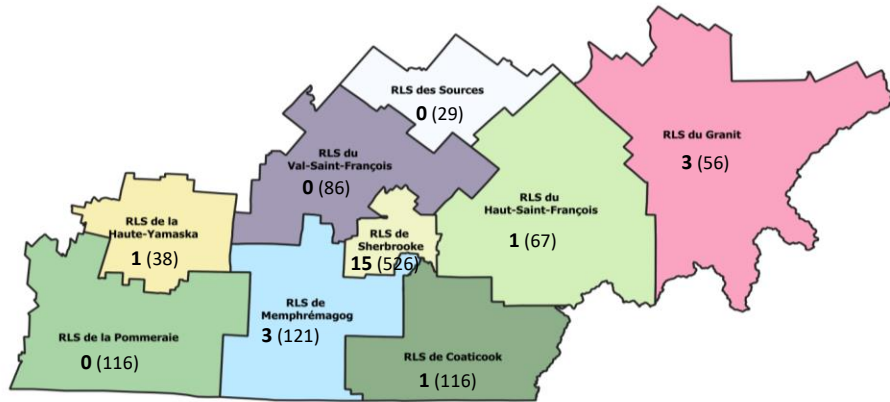 RLS des Sources
0 (29)
RLS du Granit
3 (56)
RLS du
Val-Saint-François
0 (86)
RLS du
Haut-Saint-François
1 (67)
RLS de la
Haute-Yamaska
1 (38)
RLS de
Sherbrooke
15 (526)
RLS de
Memphrémagog
3 (121)
RLS de la Pommeraie
0 (116)
RLS de Coaticook
1 (116)